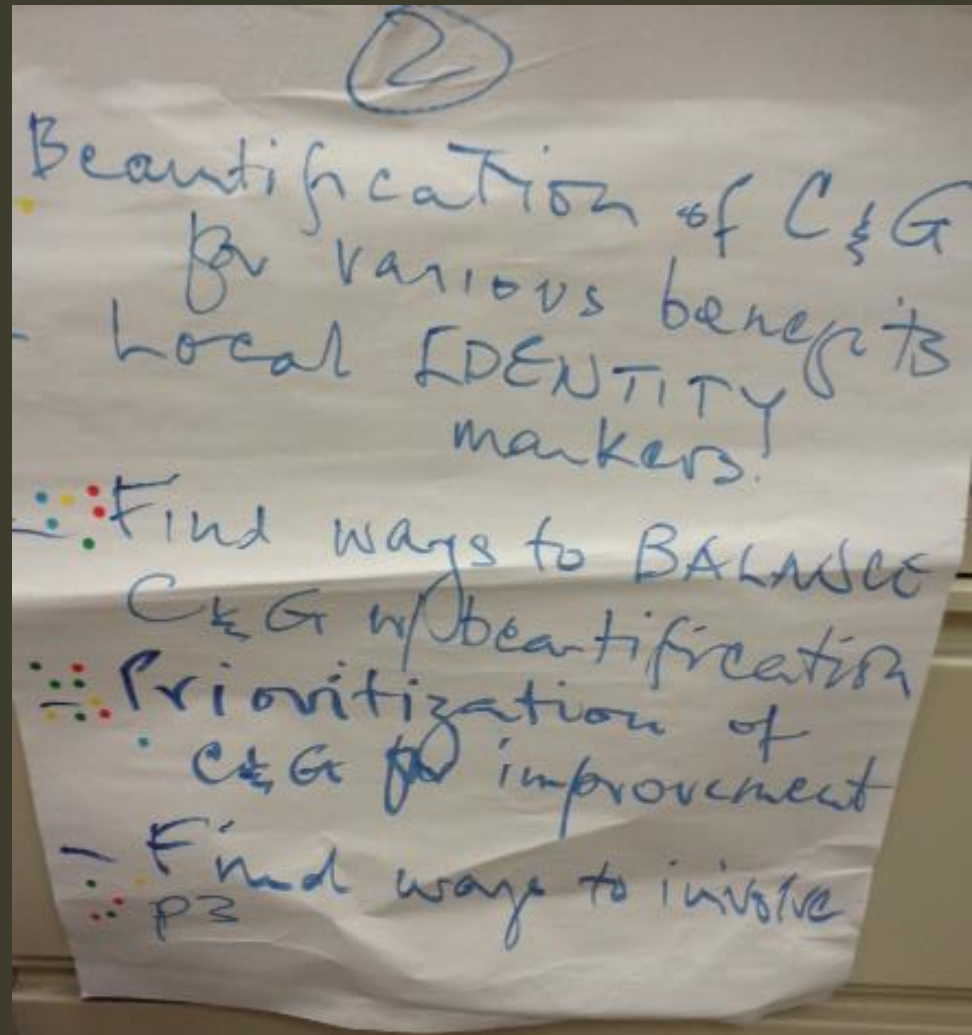 2
Beautification of C & G
for various benefits
- Local IDENTITY
markers!
- Find ways to BALANCE
C & G w/ beautification
- Prioritization of
C & G for improvement
- Find ways to involve
P3